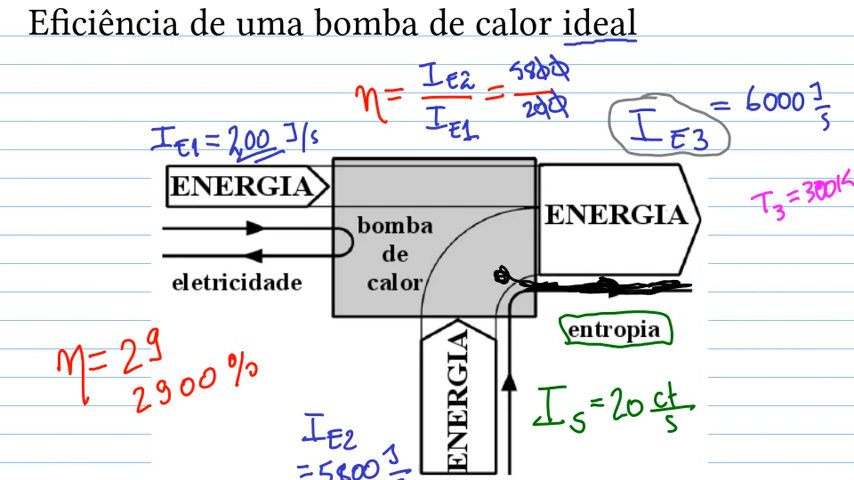 Eficiência de uma bomba de calor ideal
η = I_E2 / I_E1 = 5800 / 200
I_E3 = 6000 J/s
I_E1 = 200 J/s
T_3 = 300K
ENERGIA
ENERGIA
bomba
de
calor
eletricidade
entropia
ENERGIA
η = 29
2900 %
I_S = 20 ct/s
I_E2
= 5800 J/